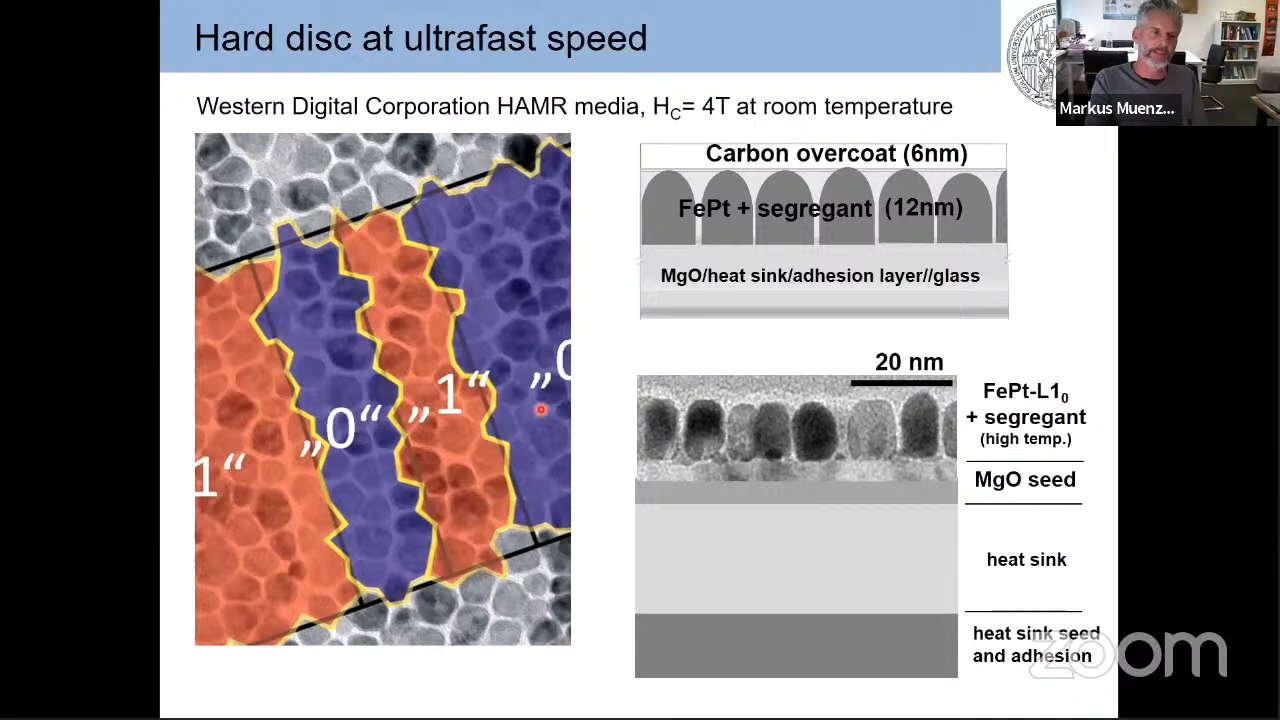 Hard disc at ultrafast speed
Markus Muenz...
Western Digital Corporation HAMR media, H_C= 4T at room temperature
Carbon overcoat (6nm)
FePt + segregant (12nm)
MgO/heat sink/adhesion layer//glass
1“
„0“
„1“
„0
20 nm
FePt-L1₀
+ segregant
(high temp.)
MgO seed
heat sink
heat sink seed
and adhesion
zoom